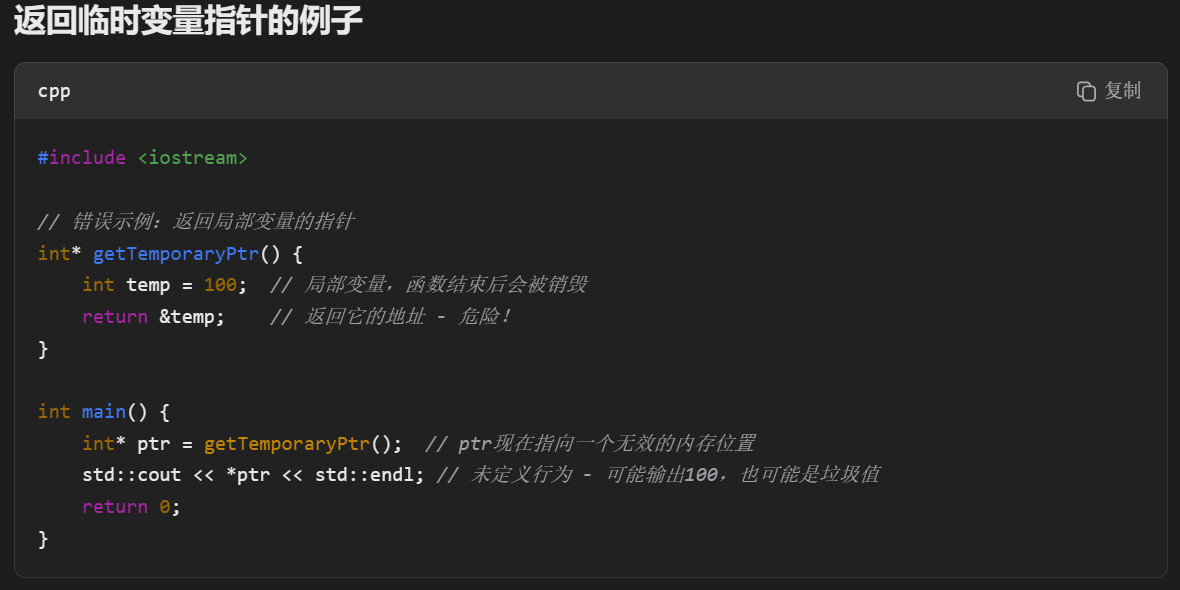 返回临时变量指针的例子
cpp
复制
#include <iostream>
// 错误示例：返回局部变量的指针
int* getTemporaryPtr() {
    int temp = 100;  // 局部变量，函数结束后会被销毁
    return &temp;    // 返回它的地址 - 危险！
}
int main() {
    int* ptr = getTemporaryPtr();  // ptr现在指向一个无效的内存位置
    std::cout << *ptr << std::endl; // 未定义行为 - 可能输出100，也可能是垃圾值
    return 0;
}